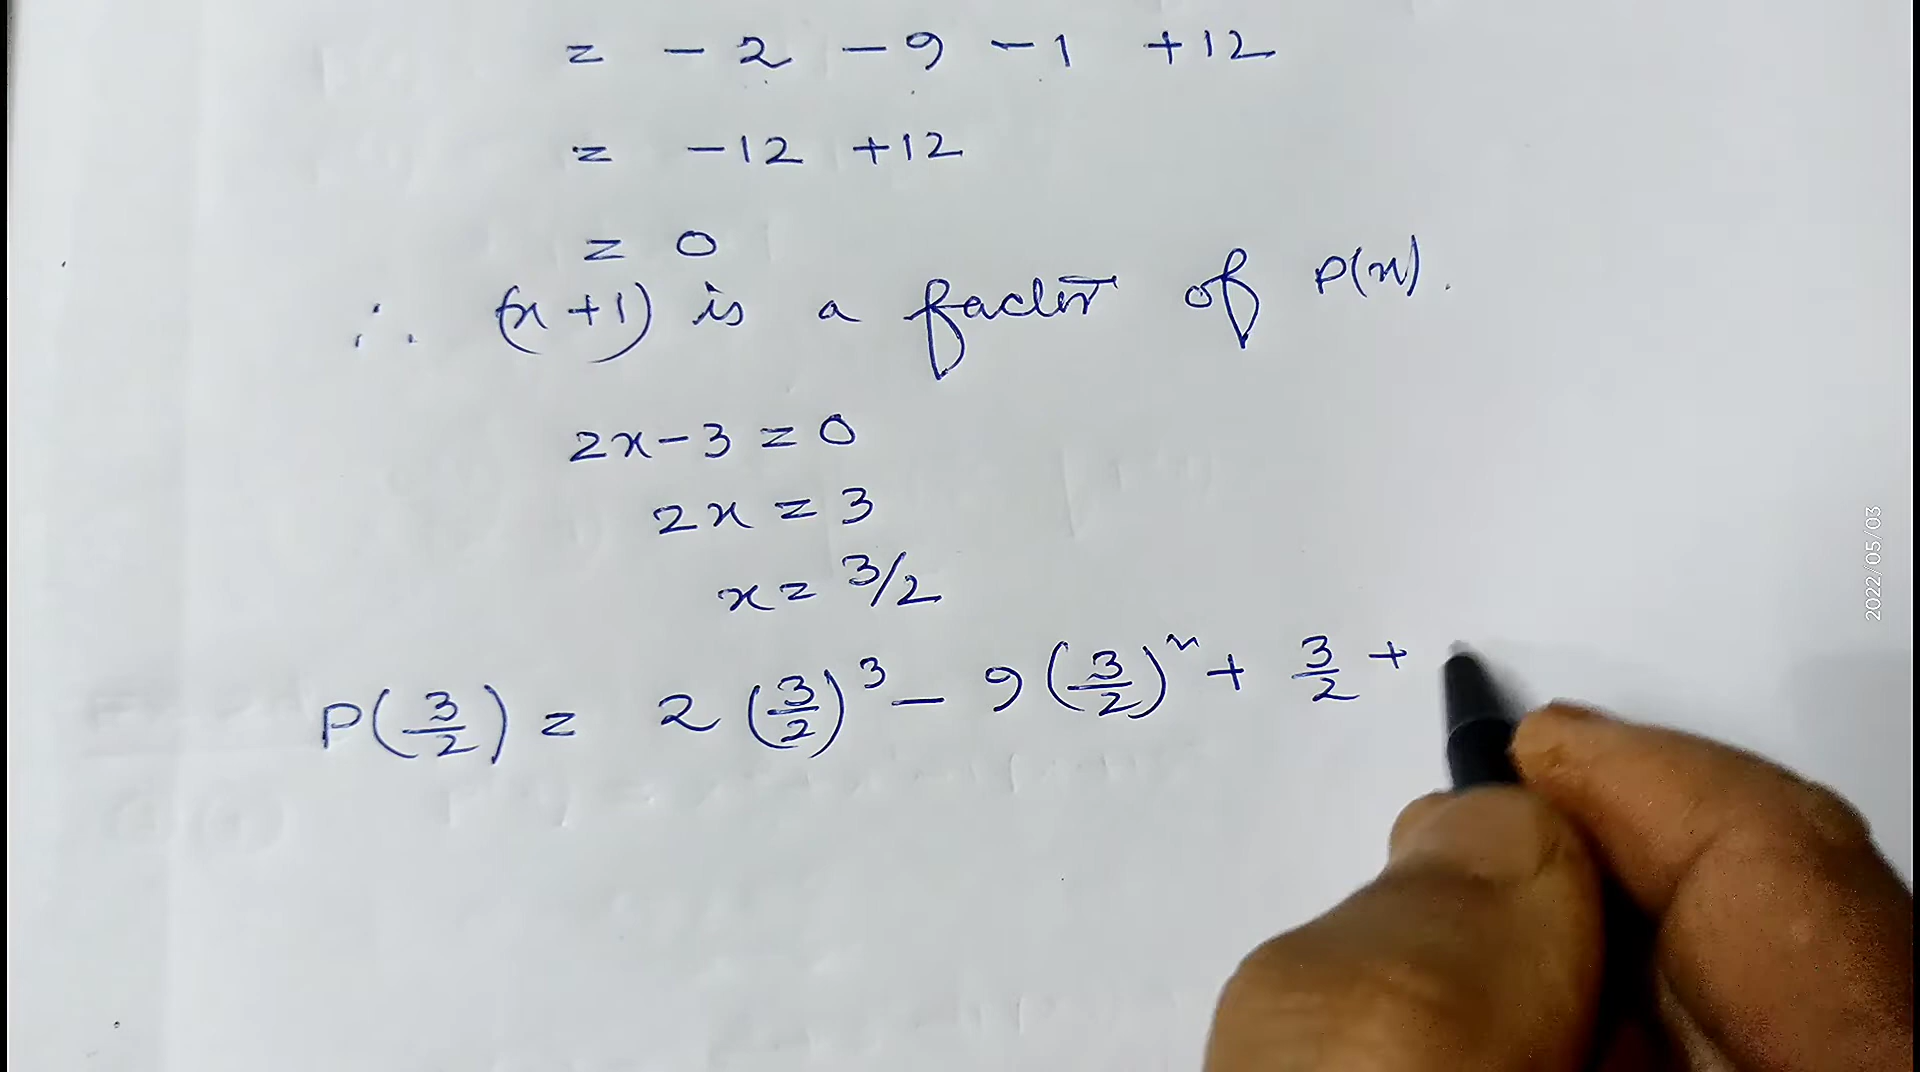 = - 2 - 9 - 1 + 12
= -12 + 12
= 0
∴ (x+1) is a factor of P(x).
2x - 3 = 0
2x = 3
x = 3/2
P(3/2) = 2(3/2)³ - 9(3/2)² + 3/2 +
2022/05/03